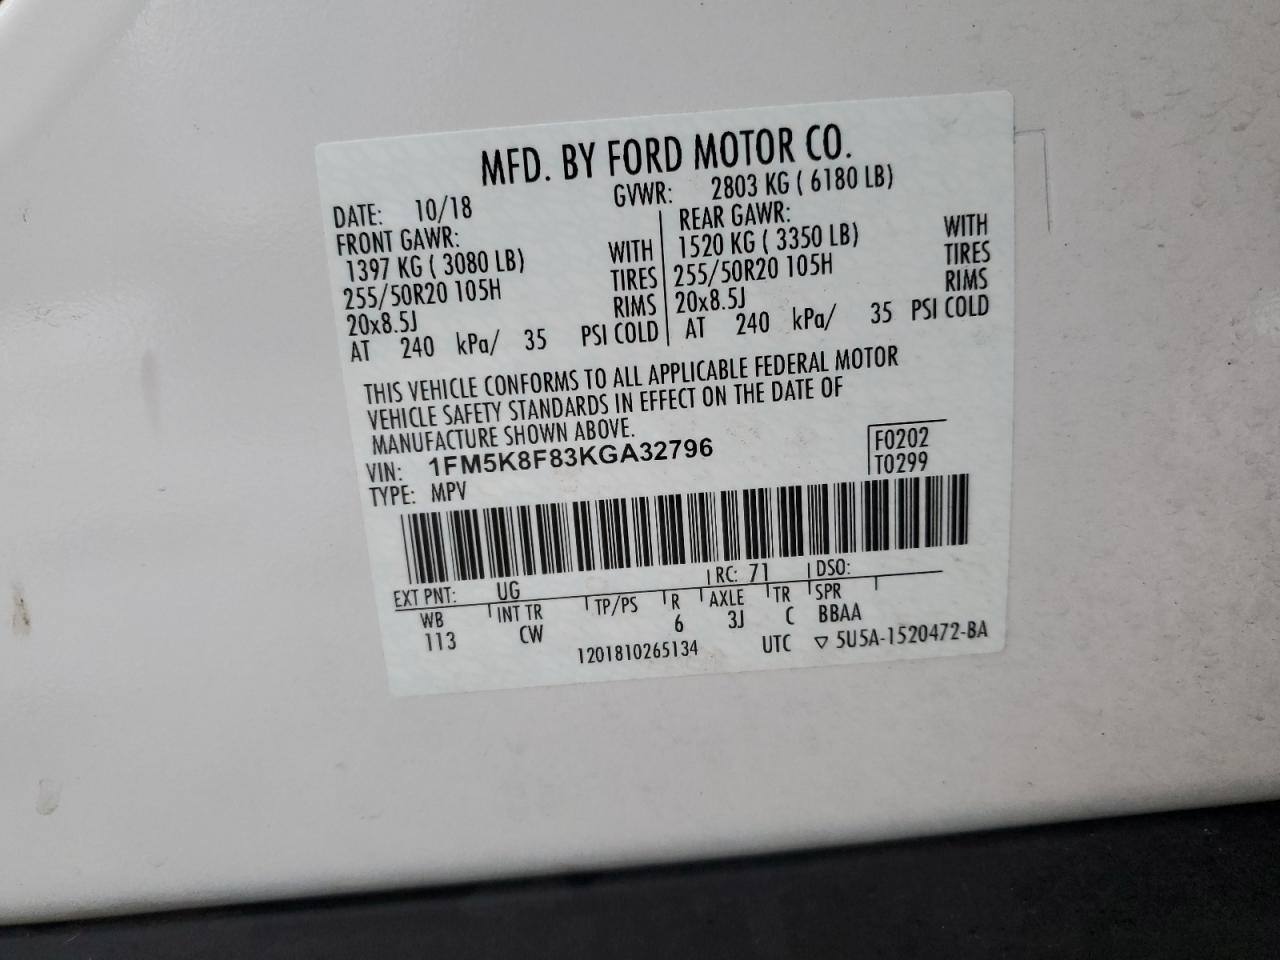 MFD. BY FORD MOTOR CO.
DATE: 10/18 GVWR: 2803 KG ( 6180 LB)
FRONT GAWR: REAR GAWR:
1397 KG ( 3080 LB) WITH 1520 KG ( 3350 LB) WITH
255/50R20 105H TIRES 255/50R20 105H TIRES
20x8.5J RIMS 20x8.5J RIMS
AT 240 kPa/ 35 PSI COLD AT 240 kPa/ 35 PSI COLD
THIS VEHICLE CONFORMS TO ALL APPLICABLE FEDERAL MOTOR
VEHICLE SAFETY STANDARDS IN EFFECT ON THE DATE OF
MANUFACTURE SHOWN ABOVE.
VIN: 1FM5K8F83KGA32796 F0202
TYPE: MPV T0299
EXT PNT: UG RC: 71 DSO:
WB INT TR TP/PS R AXLE TR SPR
113 CW 6 3J C BBAA
1201810265134 UTC ▽ 5U5A-1520472-BA